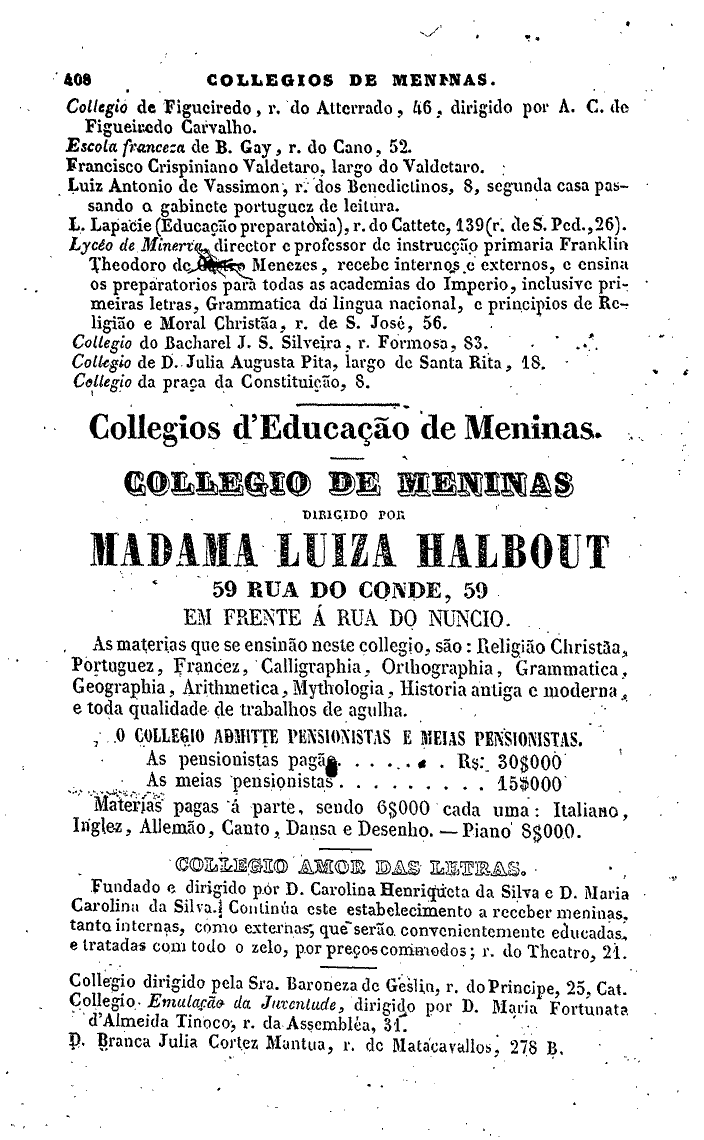 408 COLLEGIOS DE MENINAS.
Collegio de Figueiredo, r. do Atterrado, 46, dirigido por A. C. de
Figueiredo Carvalho.
Escola franceza de B. Gay, r. do Cano, 52.
Francisco Crispiniano Valdetaro, largo do Valdetaro.
Luiz Antonio de Vassimon, r. dos Benedictinos, 8, segunda casa pas-
sando o gabinete portuguez de leitura.
L. Lapacie (Educação preparatoria), r. do Cattete, 139 (r. de S. Ped., 26).
Lycéo de Minerva, director e professor de instrucção primaria Franklin
Theodoro de Menezes, recebe internos e externos, e ensina
os preparatorios para todas as academias do Imperio, inclusive pri-
meiras letras, Grammatica da lingua nacional, e principios de Re-
ligião e Moral Christãa, r. de S. José, 56.
Collegio do Bacharel J. S. Silveira, r. Formosa, 83.
Collegio de D. Julia Augusta Pita, largo de Santa Rita, 18.
Collegio da praça da Constituição, 8.
Collegios d'Educação de Meninas.
COLLEGIO DE MENINAS
DIRIGIDO POR
MADAMA LUIZA HALBOUT
59 RUA DO CONDE, 59
EM FRENTE Á RUA DO NUNCIO.
As materias que se ensinão neste collegio, são: Religião Christãa,
Portuguez, Francez, Calligraphia, Orthographia, Grammatica,
Geographia, Arithmetica, Mythologia, Historia antiga e moderna,
e toda qualidade de trabalhos de agulha.
O COLLEGIO ADMITTE PENSIONISTAS E MEIAS PENSIONISTAS.
As pensionistas pagão. . . . . . . Rs. 30$000
As meias pensionistas. . . . . . . . . 15$000
Materias pagas á parte, sendo 6$000 cada uma: Italiano,
Inglez, Allemão, Canto, Dansa e Desenho. — Piano 8$000.
COLLEGIO AMOR DAS LETRAS.
Fundado e dirigido por D. Carolina Henriqueta da Silva e D. Maria
Carolina da Silva. Continúa este estabelecimento a receber meninas,
tanto internas, como externas, que serão convenientemente educadas,
e tratadas com todo o zelo, por preços commodos; r. do Theatro, 21.
Collegio dirigido pela Sra. Baroneza de Geslin, r. do Principe, 25, Cat.
Collegio Emulação da Juventude, dirigido por D. Maria Fortunata
d'Almeida Tinoco, r. da Assembléa, 31.
D. Branca Julia Cortez Mantua, r. de Matacavallos, 278 B.